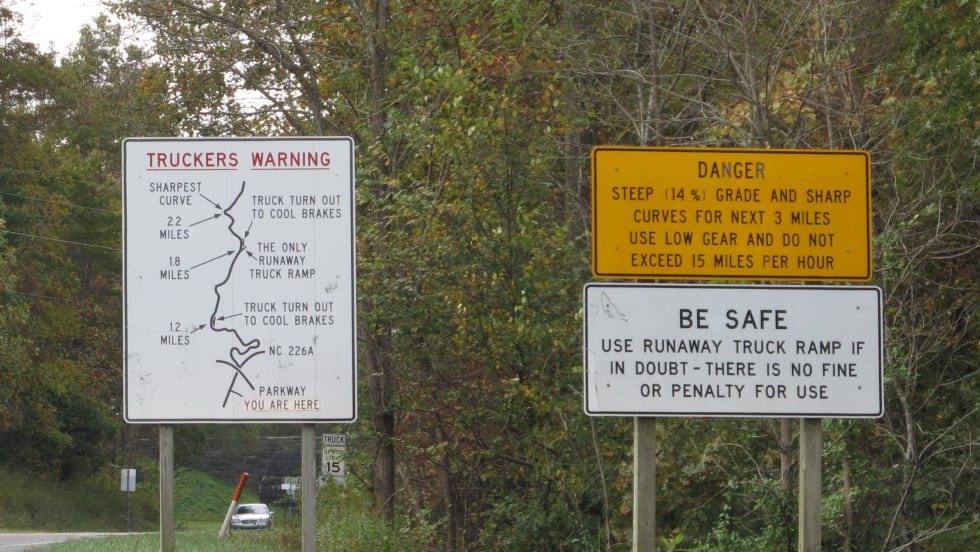 TRUCKERS WARNING
SHARPEST
CURVE
TRUCK TURN OUT
TO COOL BRAKES
2.2
MILES
THE ONLY
RUNAWAY
TRUCK RAMP
1.8
MILES
TRUCK TURN OUT
TO COOL BRAKES
1.2
MILES
NC 226A
PARKWAY
YOU ARE HERE
DANGER
STEEP (14%) GRADE AND SHARP
CURVES FOR NEXT 3 MILES
USE LOW GEAR AND DO NOT
EXCEED 15 MILES PER HOUR
BE SAFE
USE RUNAWAY TRUCK RAMP IF
IN DOUBT - THERE IS NO FINE
OR PENALTY FOR USE
TRUCK
SPEED
LIMIT
15